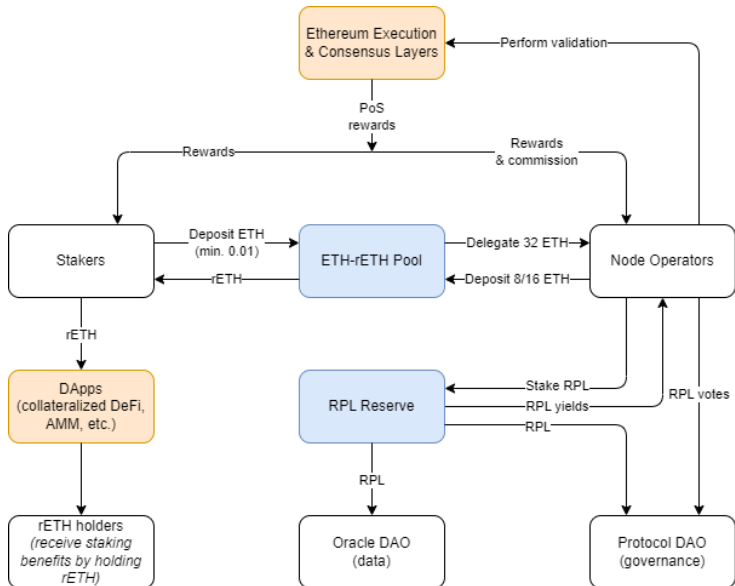 Ethereum Execution
& Consensus Layers
Perform validation
PoS
rewards
Rewards
Rewards
& commission
Stakers
Deposit ETH
(min. 0.01)
rETH
ETH-rETH Pool
Delegate 32 ETH
Deposit 8/16 ETH
Node Operators
rETH
DApps
(collateralized DeFi,
AMM, etc.)
RPL Reserve
Stake RPL
RPL yields
RPL
RPL votes
RPL
rETH holders
(receive staking
benefits by holding
rETH)
Oracle DAO
(data)
Protocol DAO
(governance)